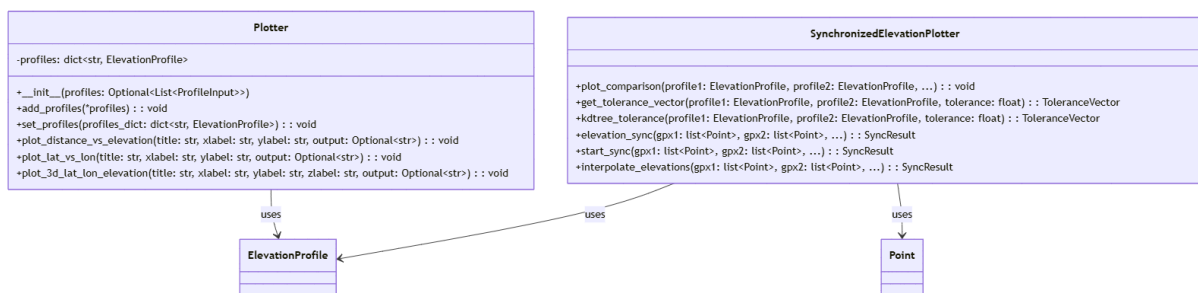 Plotter
-profiles: dict<str, ElevationProfile>
+__init__(profiles: Optional<List<ProfileInput>>)
+add_profiles(*profiles) : : void
+set_profiles(profiles_dict: dict<str, ElevationProfile>) : : void
+plot_distance_vs_elevation(title: str, xlabel: str, ylabel: str, output: Optional<str>) : : void
+plot_lat_vs_lon(title: str, xlabel: str, ylabel: str, output: Optional<str>) : : void
+plot_3d_lat_lon_elevation(title: str, xlabel: str, ylabel: str, zlabel: str, output: Optional<str>) : : void
SynchronizedElevationPlotter
+plot_comparison(profile1: ElevationProfile, profile2: ElevationProfile, ...) : : void
+get_tolerance_vector(profile1: ElevationProfile, profile2: ElevationProfile, tolerance: float) : : ToleranceVector
+kdtree_tolerance(profile1: ElevationProfile, profile2: ElevationProfile, tolerance: float) : : ToleranceVector
+elevation_sync(gpx1: list<Point>, gpx2: list<Point>, ...) : : SyncResult
+start_sync(gpx1: list<Point>, gpx2: list<Point>, ...) : : SyncResult
+interpolate_elevations(gpx1: list<Point>, gpx2: list<Point>, ...) : : SyncResult
uses
uses
uses
ElevationProfile
Point